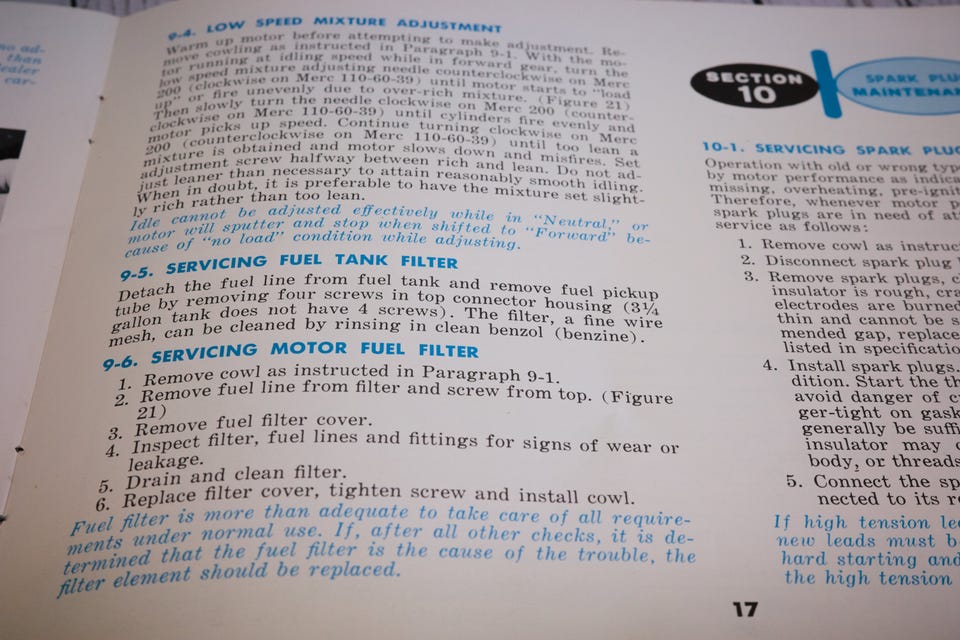 no ad-
than
ealer
car-
9-4. LOW SPEED MIXTURE ADJUSTMENT
Warm up motor before attempting to make adjustment. Re-
move cowling as instructed in Paragraph 9-1. With the mo-
tor running at idling speed while in forward gear, turn the
low speed mixture adjusting needle counterclockwise on Merc
200 (clockwise on Merc 110-60-39) until motor starts to "load
up" or fire unevenly due to over-rich mixture. (Figure 21)
Then slowly turn the needle clockwise on Merc 200 (counter-
clockwise on Merc 110-60-39) until cylinders fire evenly and
motor picks up speed. Continue turning clockwise on Merc
200 (counterclockwise on Merc 110-60-39) until too lean a
mixture is obtained and motor slows down and misfires. Set
adjustment screw halfway between rich and lean. Do not ad-
just leaner than necessary to attain reasonably smooth idling.
When in doubt, it is preferable to have the mixture set slight-
ly rich rather than too lean.
Idle cannot be adjusted effectively while in "Neutral," or
motor will sputter and stop when shifted to "Forward" be-
cause of "no load" condition while adjusting.
9-5. SERVICING FUEL TANK FILTER
Detach the fuel line from fuel tank and remove fuel pickup
tube by removing four screws in top connector housing (3¼
gallon tank does not have 4 screws). The filter, a fine wire
mesh, can be cleaned by rinsing in clean benzol (benzine).
9-6. SERVICING MOTOR FUEL FILTER
1. Remove cowl as instructed in Paragraph 9-1.
2. Remove fuel line from filter and screw from top. (Figure
21)
3. Remove fuel filter cover.
4. Inspect filter, fuel lines and fittings for signs of wear or
leakage.
5. Drain and clean filter.
6. Replace filter cover, tighten screw and install cowl.
Fuel filter is more than adequate to take care of all require-
ments under normal use. If, after all other checks, it is de-
termined that the fuel filter is the cause of the trouble, the
filter element should be replaced.
SECTION
10
SPARK PLU
MAINTENAN
10-1. SERVICING SPARK PLUG
Operation with old or wrong typ
by motor performance as indica
missing, overheating, pre-ignit
Therefore, whenever motor p
spark plugs are in need of at
service as follows:
1. Remove cowl as instruc
2. Disconnect spark plug
3. Remove spark plugs, c
insulator is rough, cra
electrodes are burned
thin and cannot be s
mended gap, replace
listed in specificatio
4. Install spark plugs.
dition. Start the th
avoid danger of c
ger-tight on gask
generally be suffi
insulator may
body, or threads
5. Connect the sp
nected to its r
If high tension le
new leads must b
hard starting and
the high tension
17